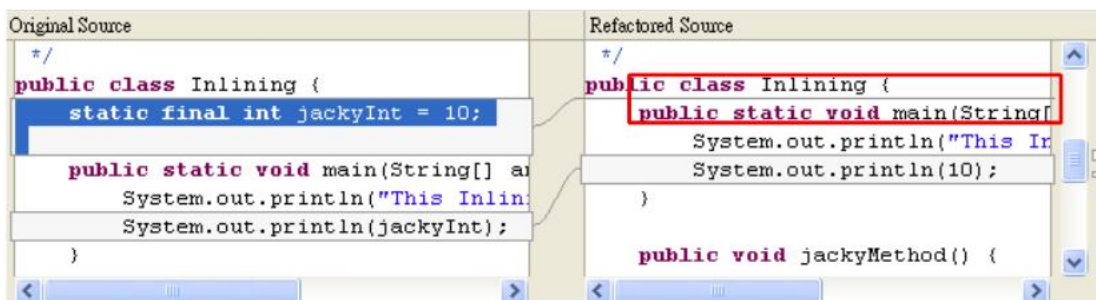 Original Source
*/
public class Inlining {
static final int jackyInt = 10;
public static void main(String[] a
System.out.println("This Inlin
System.out.println(jackyInt);
}
Refactored Source
*/
public class Inlining {
public static void main(String[
System.out.println("This In
System.out.println(10);
}
public void jackyMethod() {